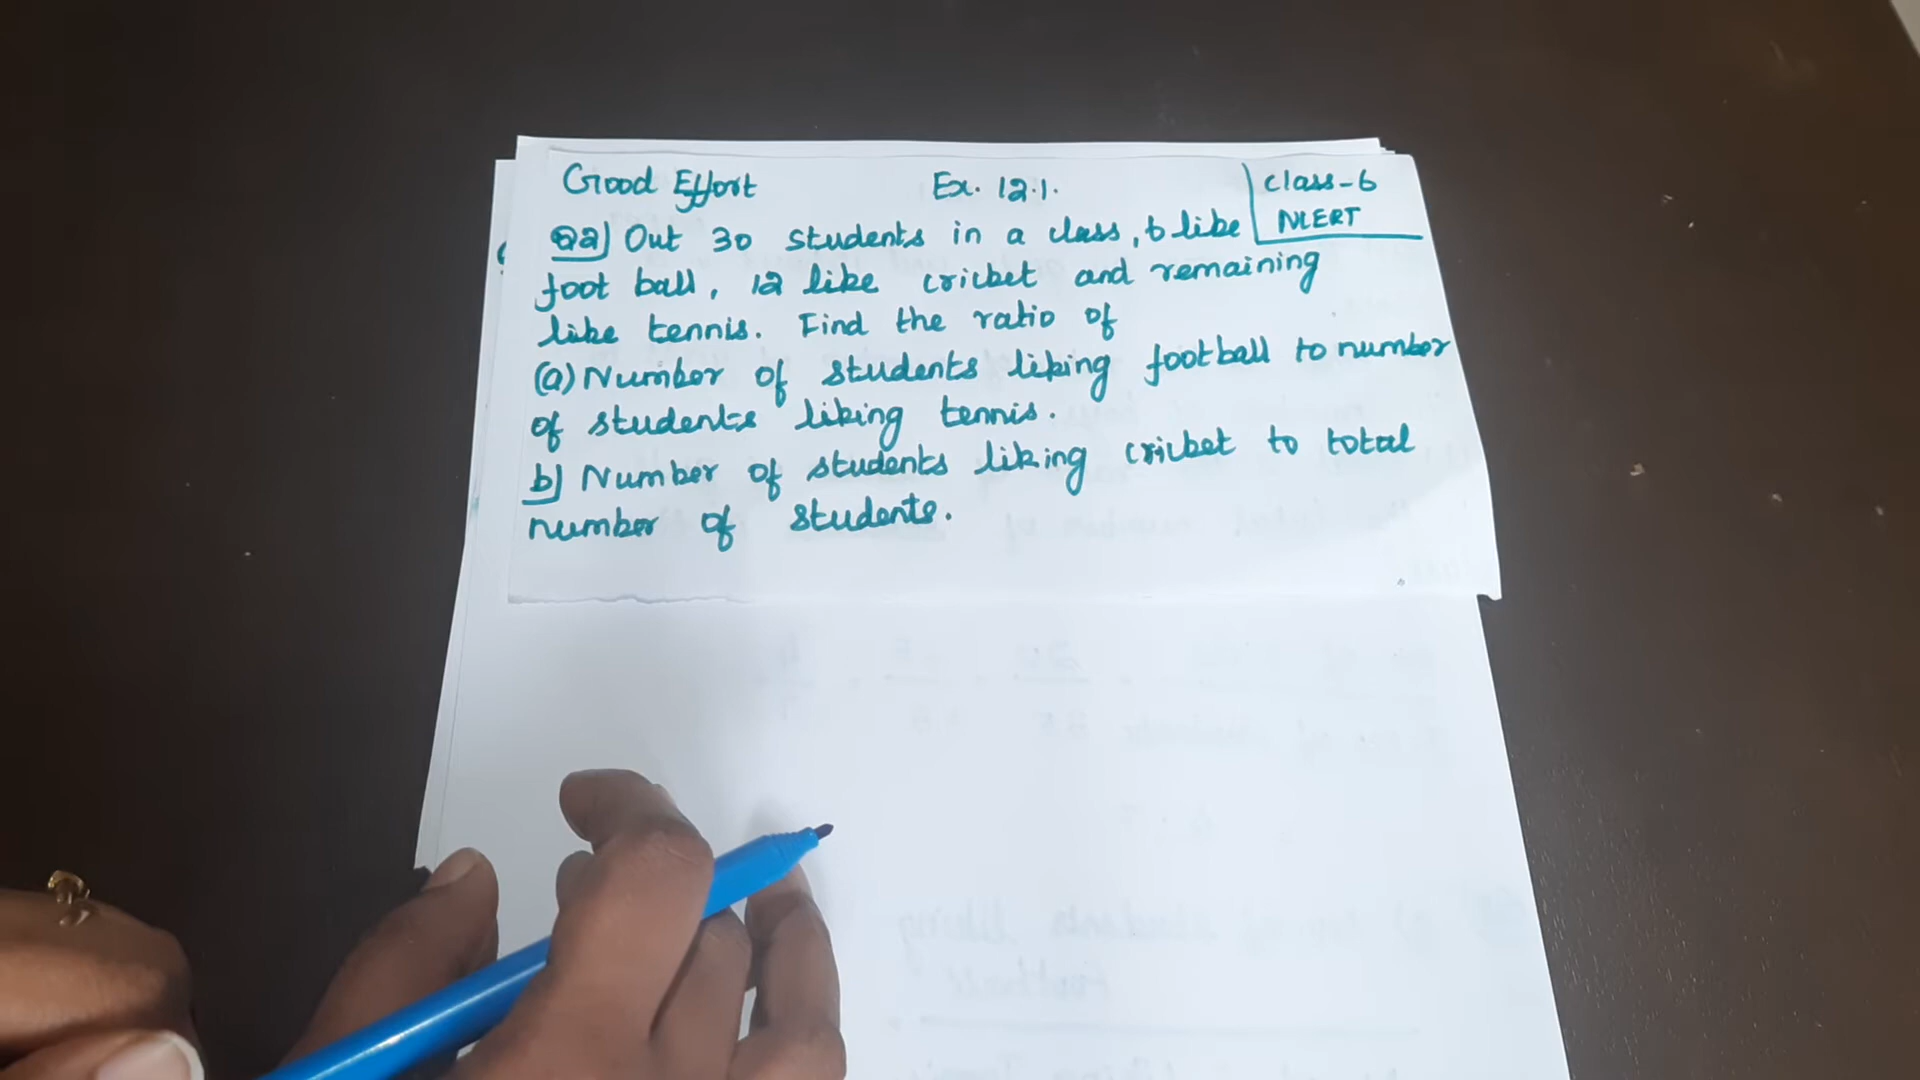 Good Effort Ex. 12.1. Class-6
NCERT
Q2) Out 30 students in a class, 6 like
foot ball, 12 like cricket and remaining
like tennis. Find the ratio of
(a) Number of students liking football to number
of students liking tennis.
b) Number of students liking cricket to total
number of students.